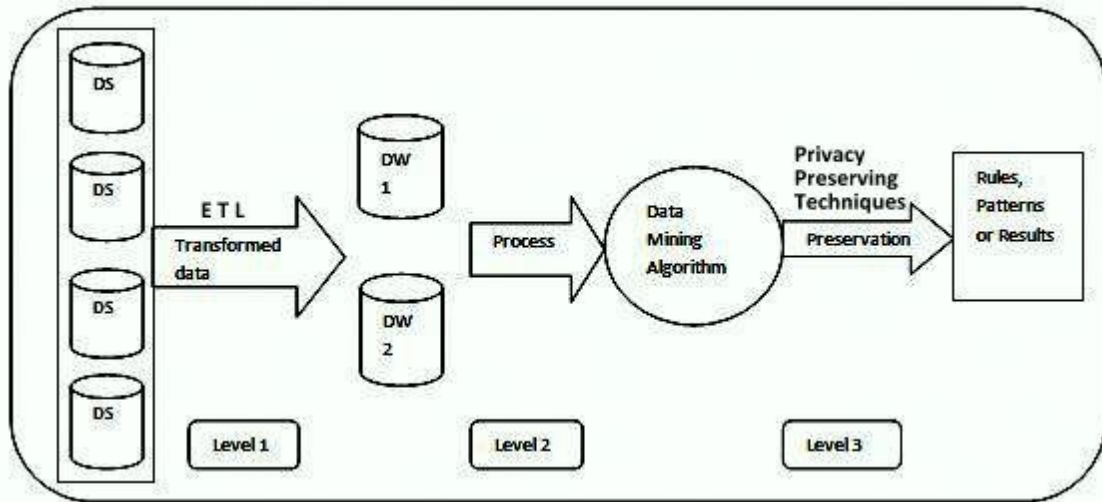 DS
DS
DS
DS
E T L
Transformed
data
DW
1
DW
2
Process
Data
Mining
Algorithm
Privacy
Preserving
Techniques
Preservation
Rules,
Patterns
or Results
Level 1
Level 2
Level 3